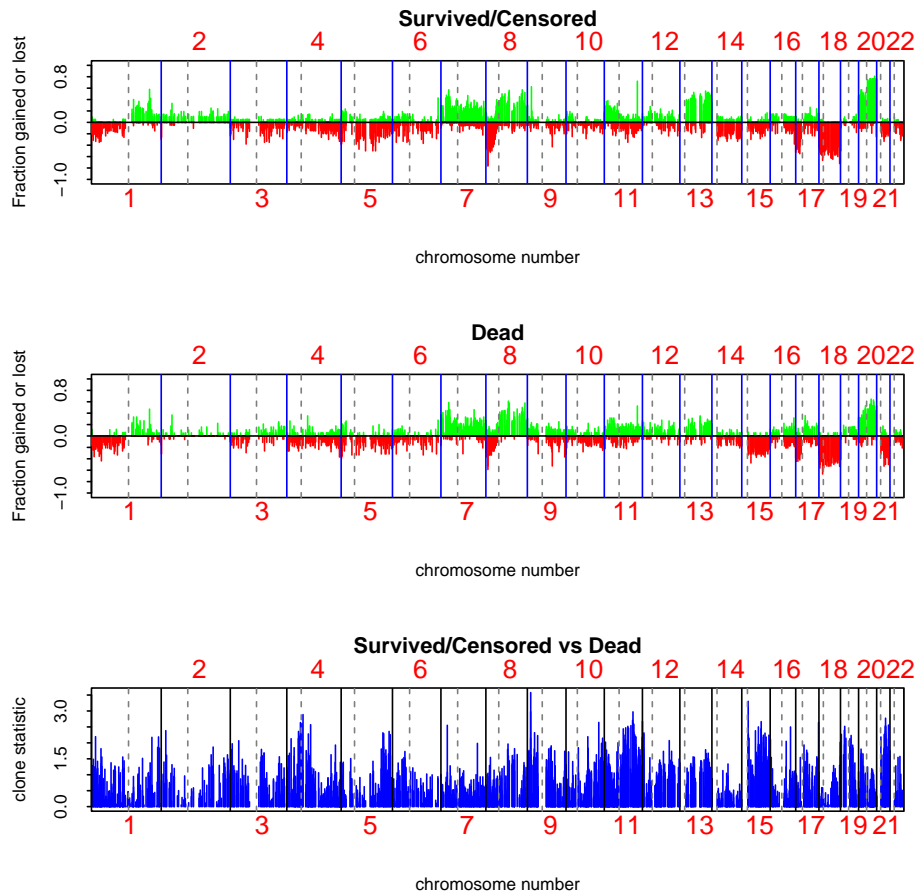 Survived/Censored
2 4 6 8 10 12 14 16 18 2022
Fraction gained or lost
0.8
0.0
−1.0
1 3 5 7 9 11 13 15 17 19 21
chromosome number
Dead
2 4 6 8 10 12 14 16 18 2022
Fraction gained or lost
0.8
0.0
−1.0
1 3 5 7 9 11 13 15 17 19 21
chromosome number
Survived/Censored vs Dead
2 4 6 8 10 12 14 16 18 2022
clone statistic
3.0
1.5
0.0
1 3 5 7 9 11 13 15 17 19 21
chromosome number